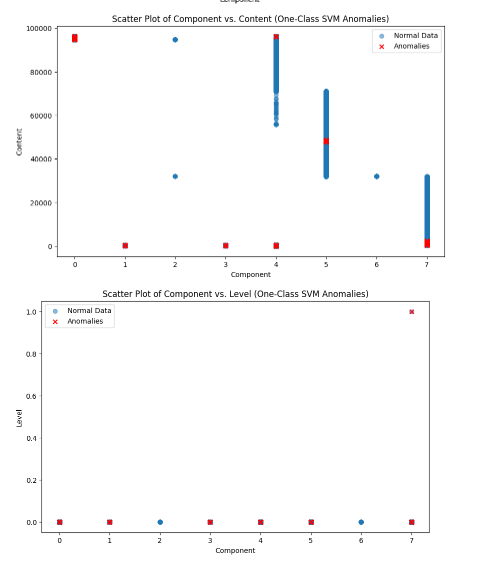 Component
Scatter Plot of Component vs. Content (One-Class SVM Anomalies)
100000
80000
60000
40000
20000
0
Content
Normal Data
Anomalies
0 1 2 3 4 5 6 7
Component
Scatter Plot of Component vs. Level (One-Class SVM Anomalies)
1.0
0.8
0.6
0.4
0.2
0.0
Level
Normal Data
Anomalies
0 1 2 3 4 5 6 7
Component